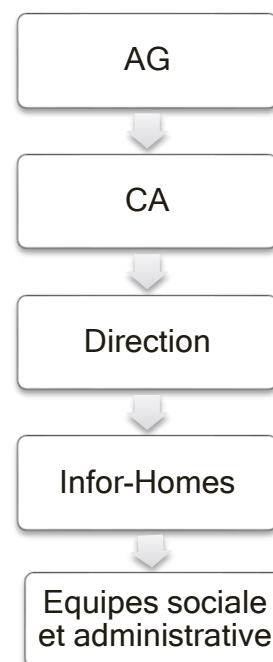 AG
CA
Direction
Infor-Homes
Equipes sociale
et administrative